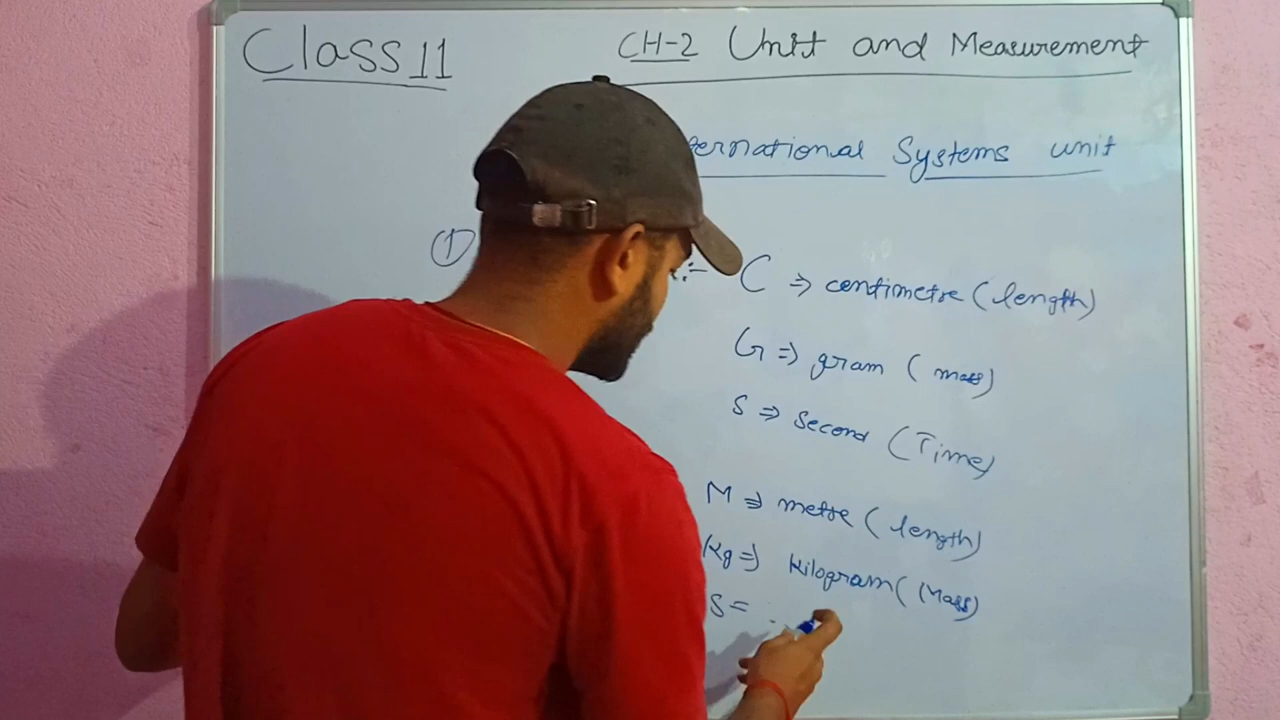 Class 11
CH-2 Unit and Measurement
ernational Systems unit
①
:- C ⇒ centimetre (length)
G ⇒ gram (mass)
S ⇒ Second (Time)
M ⇒ metre (length)
Kg ⇒ Kilogram (Mass)
S =